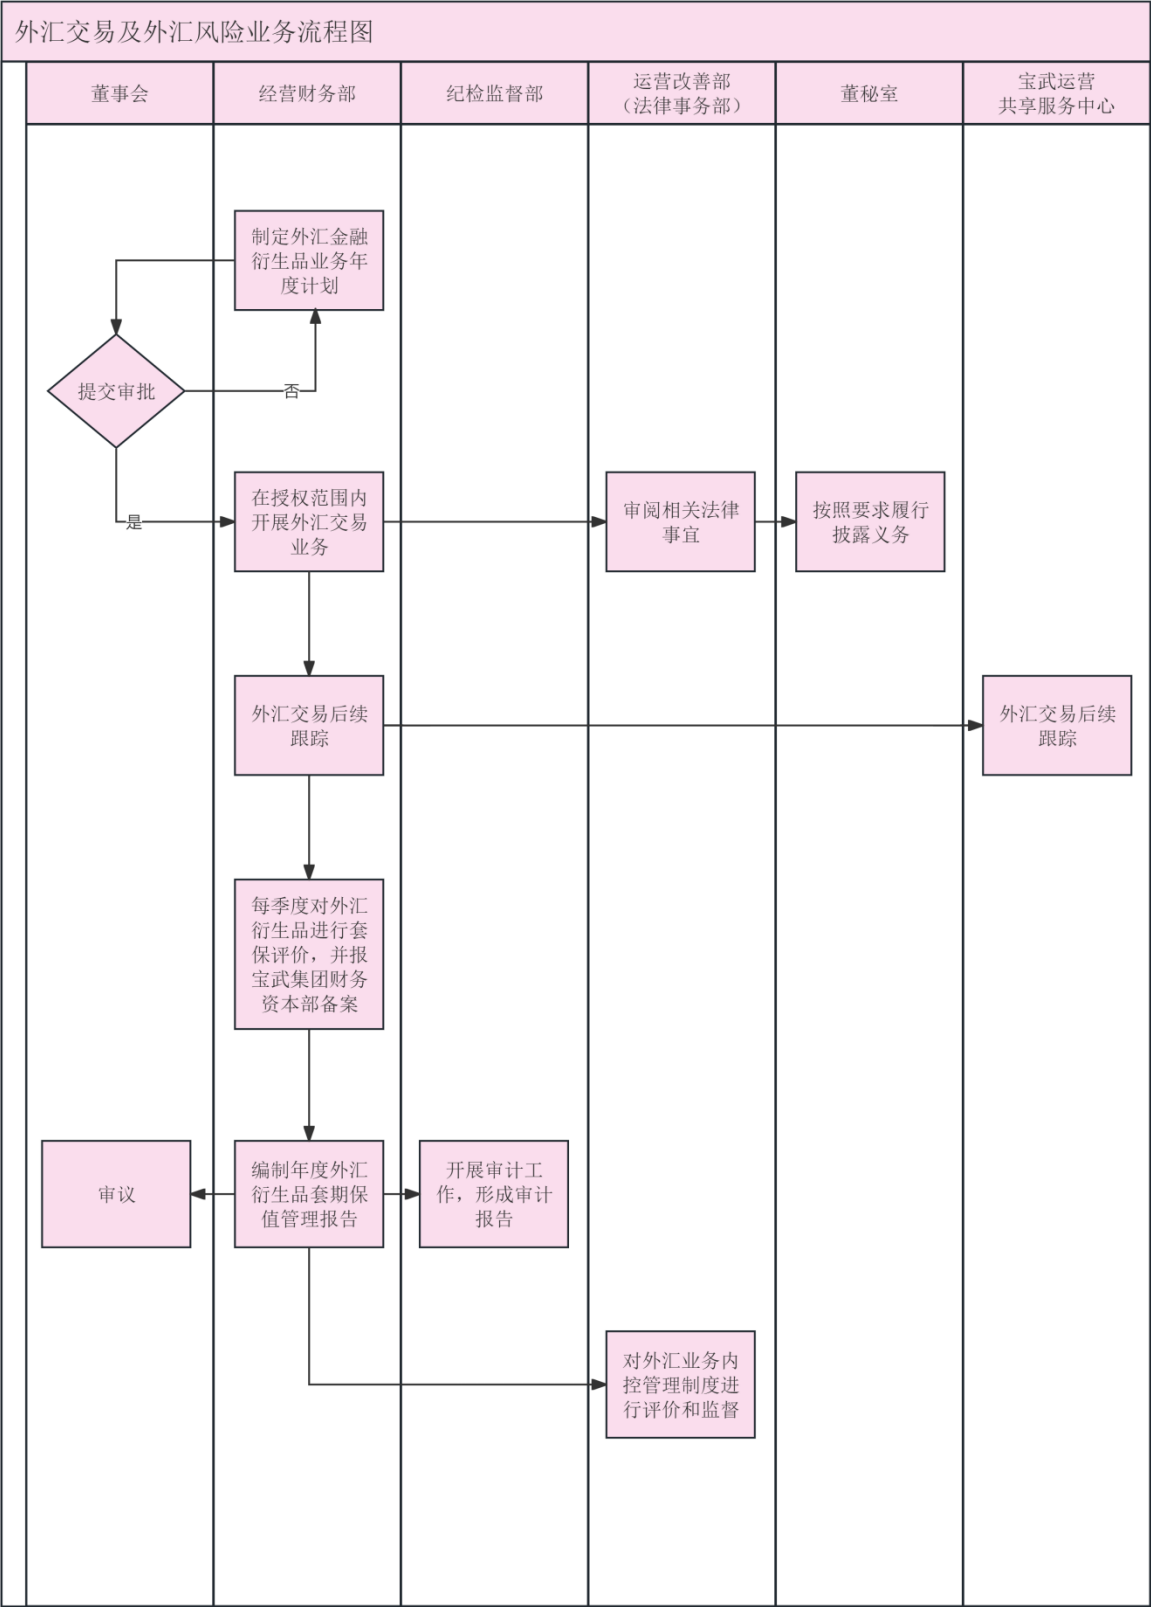 外汇交易及外汇风险业务流程图
董事会
经营财务部
纪检监督部
运营改善部
（法律事务部）
董秘室
宝武运营
共享服务中心
制定外汇金融
衍生品业务年
度计划
提交审批
否
是
在授权范围内
开展外汇交易
业务
审阅相关法律
事宜
按照要求履行
披露义务
外汇交易后续
跟踪
外汇交易后续
跟踪
每季度对外汇
衍生品进行套
保评价，并报
宝武集团财务
资本部备案
审议
编制年度外汇
衍生品套期保
值管理报告
开展审计工
作，形成审计
报告
对外汇业务内
控管理制度进
行评价和监督